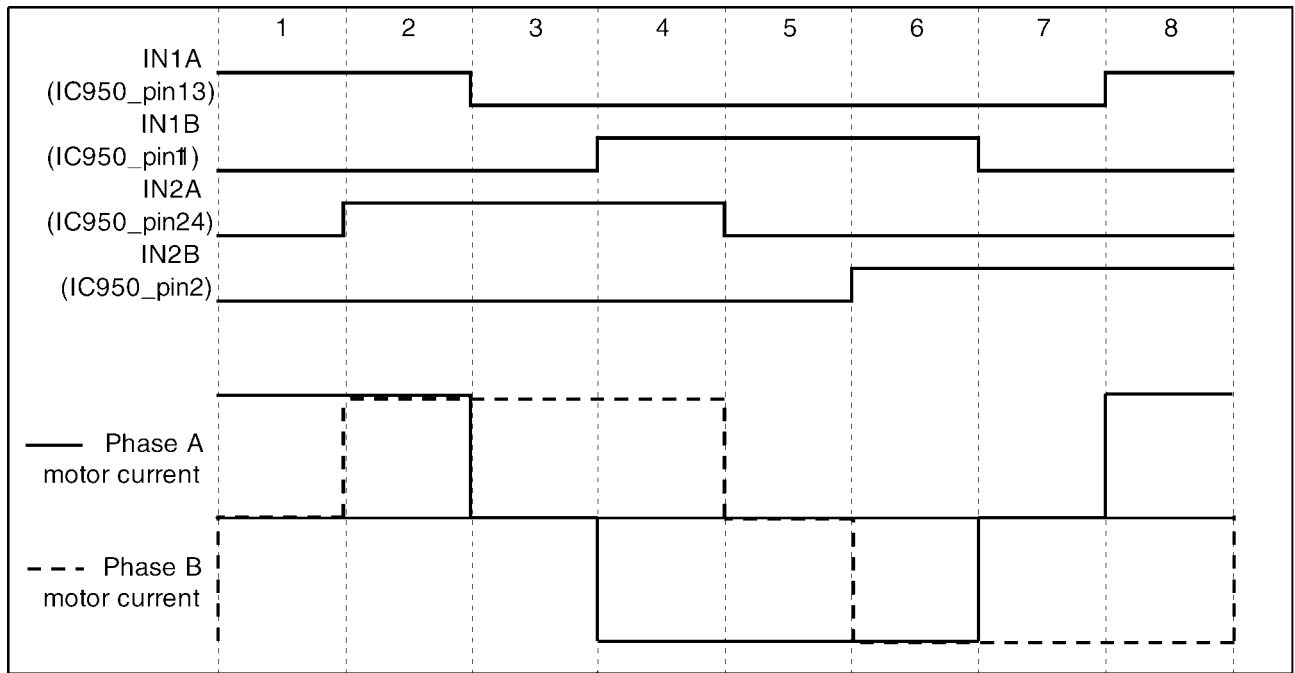 1 2 3 4 5 6 7 8
IN1A
(IC950_pin13)
IN1B
(IC950_pin11)
IN2A
(IC950_pin24)
IN2B
(IC950_pin2)
Phase A
motor current
Phase B
motor current